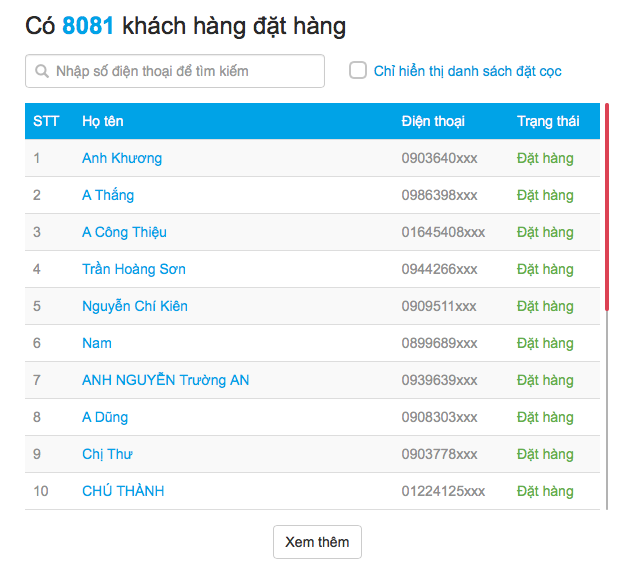 Có 8081 khách hàng đặt hàng
Nhập số điện thoại để tìm kiếm Chỉ hiển thị danh sách đặt cọc
STT Họ tên Điện thoại Trạng thái
1 Anh Khương 0903640xxx Đặt hàng
2 A Thắng 0986398xxx Đặt hàng
3 A Công Thiệu 01645408xxx Đặt hàng
4 Trần Hoàng Sơn 0944266xxx Đặt hàng
5 Nguyễn Chí Kiên 0909511xxx Đặt hàng
6 Nam 0899689xxx Đặt hàng
7 ANH NGUYỄN Trường AN 0939639xxx Đặt hàng
8 A Dũng 0908303xxx Đặt hàng
9 Chị Thư 0903778xxx Đặt hàng
10 CHÚ THÀNH 01224125xxx Đặt hàng
Xem thêm